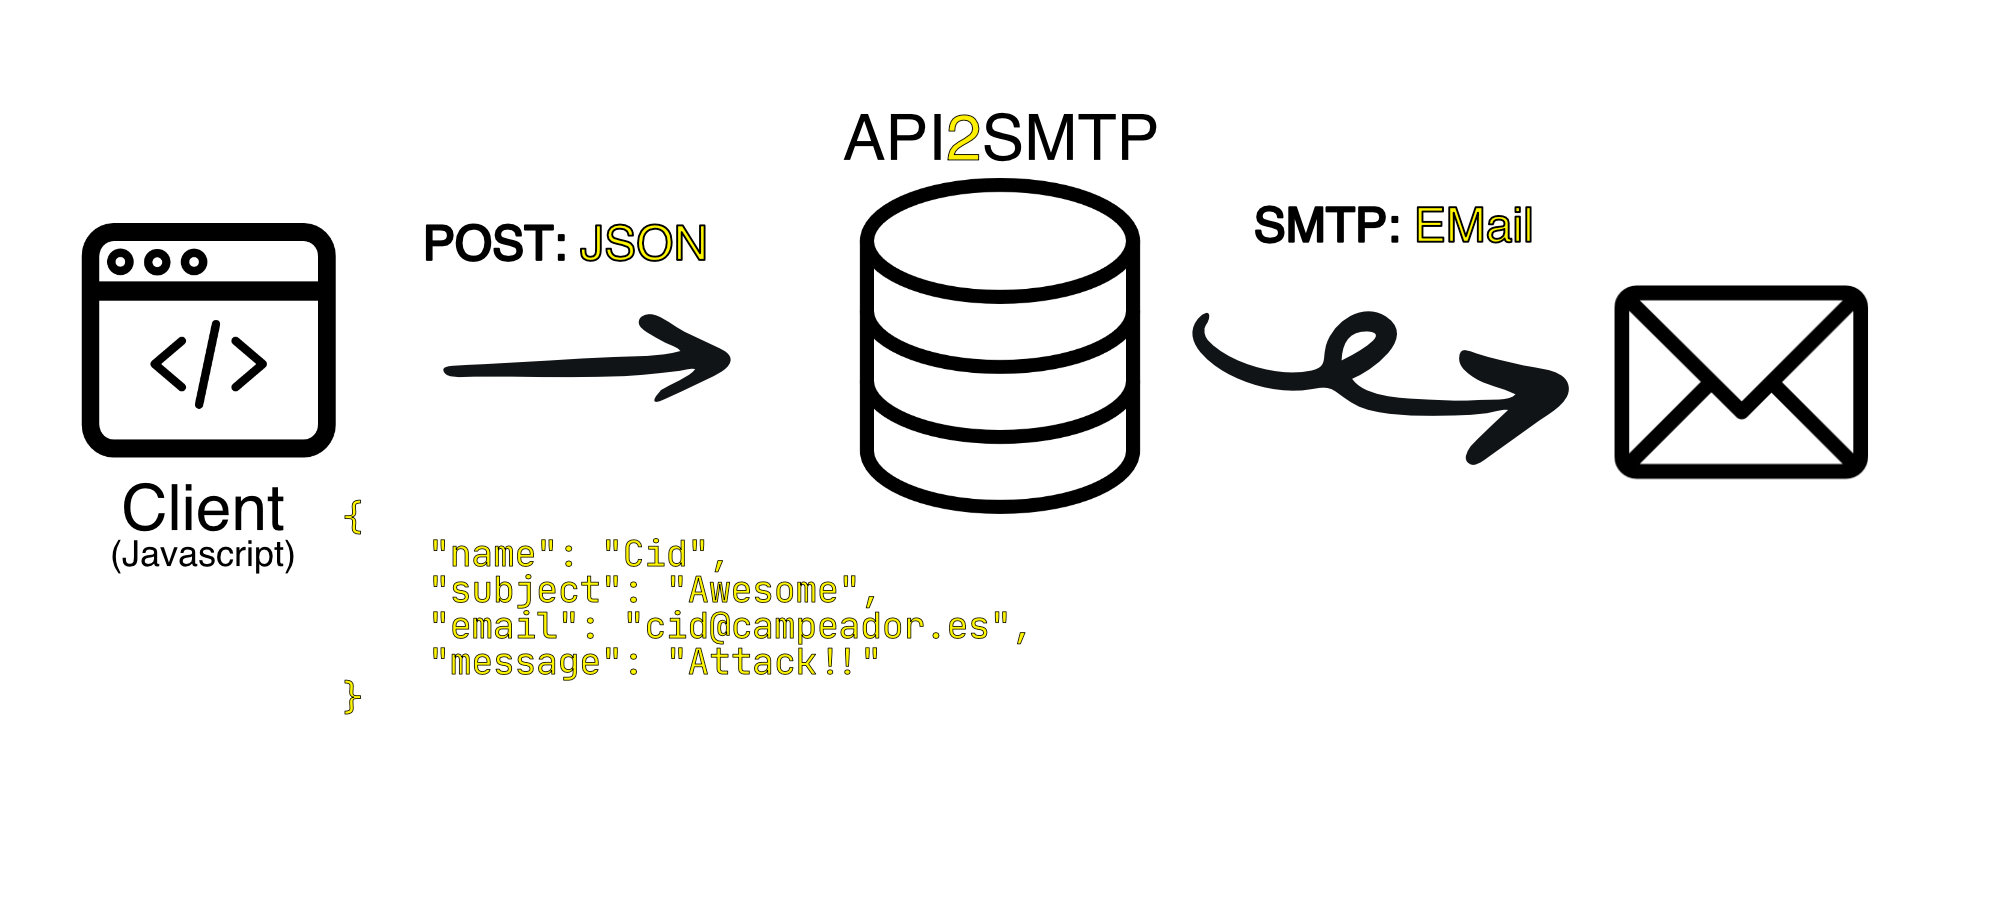 API2SMTP
POST: JSON
SMTP: EMail
</>
Client
(Javascript)
{
"name": "Cid",
"subject": "Awesome",
"email": "cid@campeador.es",
"message": "Attack!!"
}